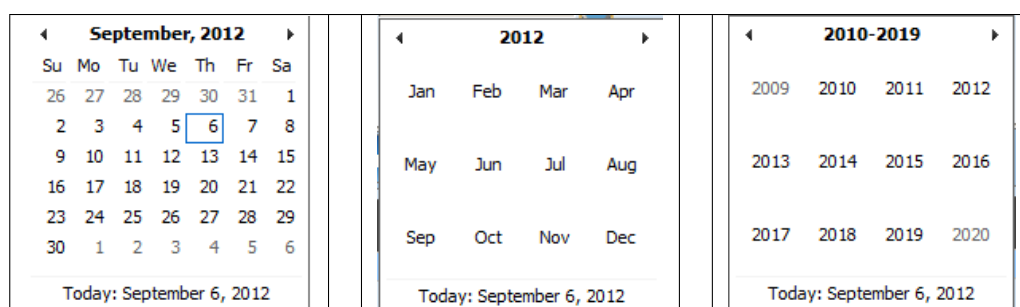 September, 2012
Su Mo Tu We Th Fr Sa
26 27 28 29 30 31 1
2 3 4 5 6 7 8
9 10 11 12 13 14 15
16 17 18 19 20 21 22
23 24 25 26 27 28 29
30 1 2 3 4 5 6
Today: September 6, 2012
2012
Jan Feb Mar Apr
May Jun Jul Aug
Sep Oct Nov Dec
Today: September 6, 2012
2010-2019
2009 2010 2011 2012
2013 2014 2015 2016
2017 2018 2019 2020
Today: September 6, 2012